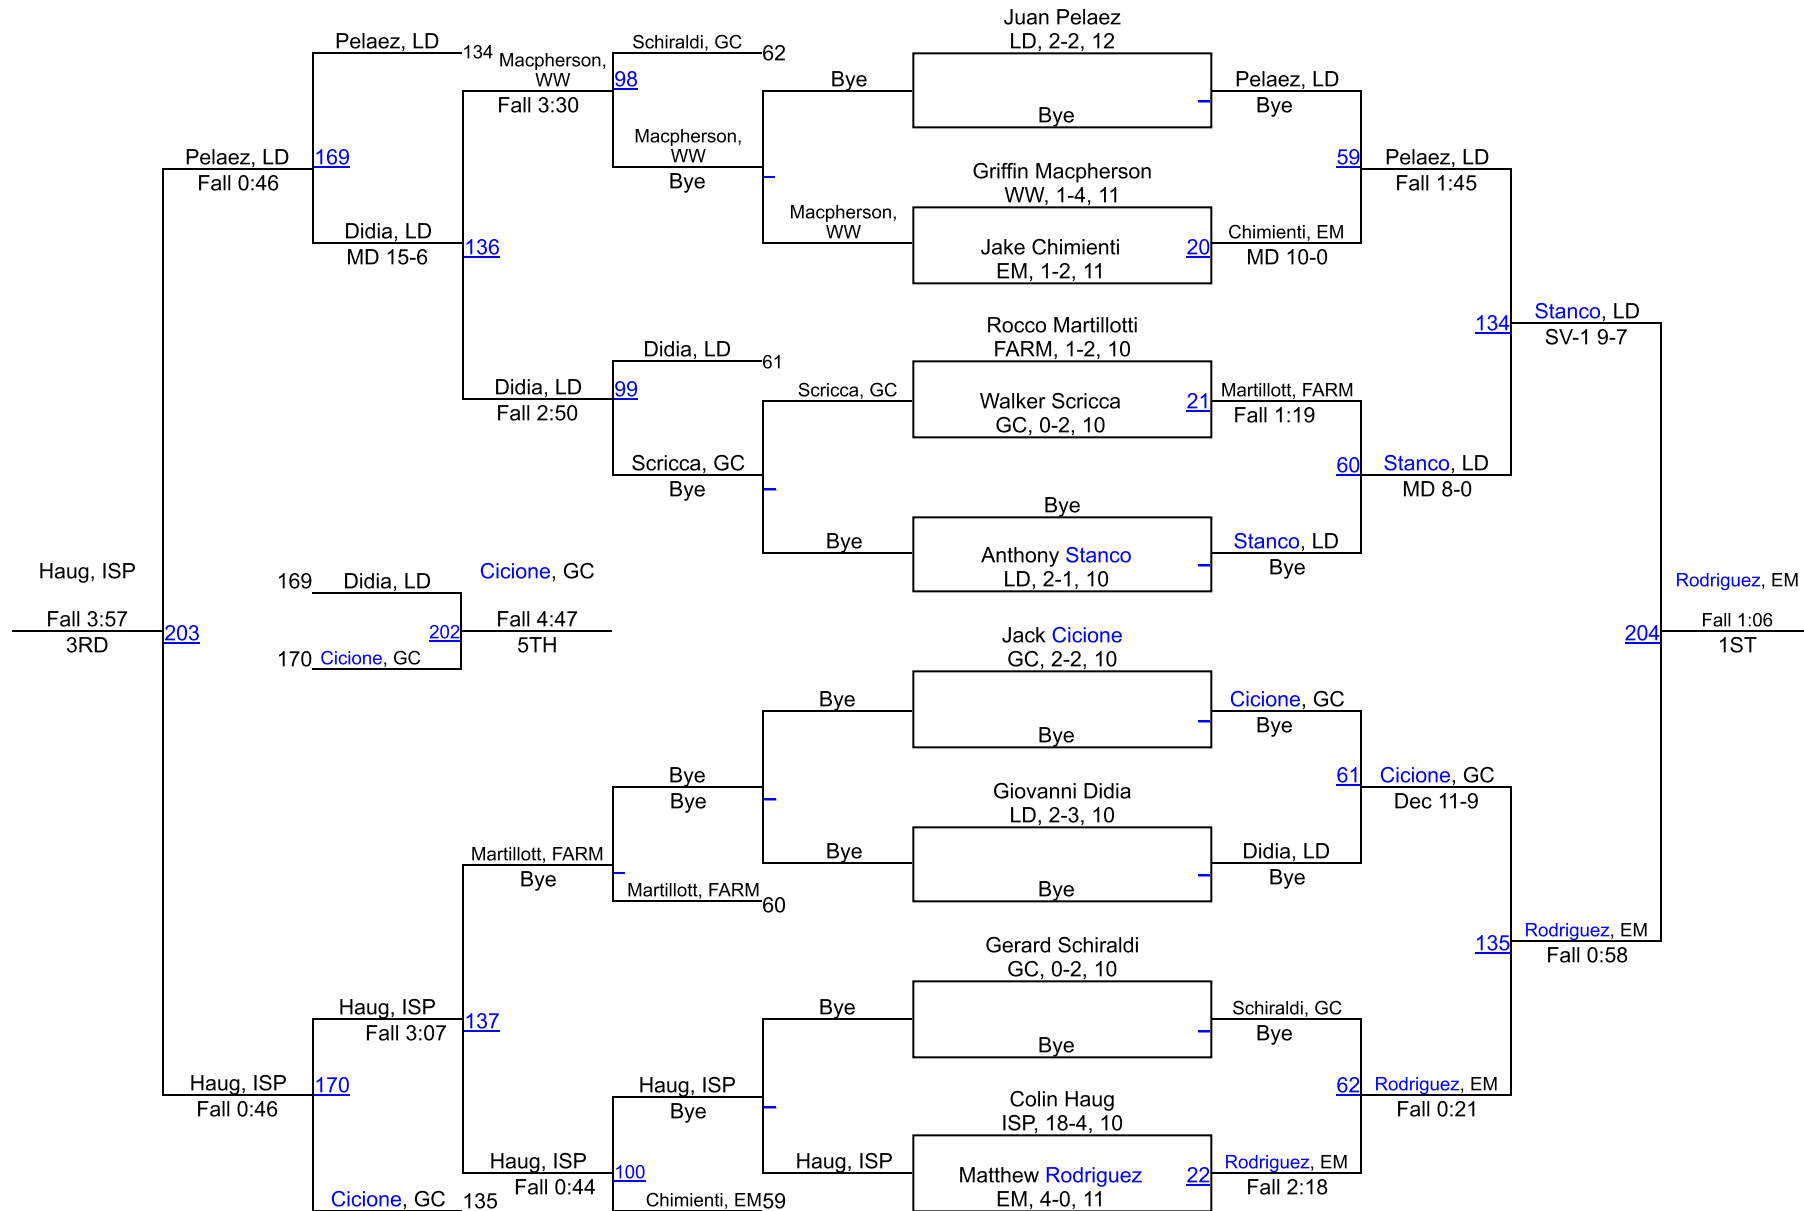 Juan Pelaez
LD, 2-2, 12
Pelaez, LD
134
Macpherson,
WW
Fall 3:30
Schiraldi, GC
62
98
Bye
Bye
Pelaez, LD
Bye
Macpherson,
WW
Bye
Pelaez, LD
Fall 0:46
169
59
Pelaez, LD
Fall 1:45
Griffin Macpherson
WW, 1-4, 11
Macpherson,
WW
Jake Chimienti
EM, 1-2, 11
20
Chimienti, EM
MD 10-0
Didia, LD
MD 15-6
136
Rocco Martillotti
FARM, 1-2, 10
134
Stanco, LD
SV-1 9-7
Didia, LD
61
Didia, LD
Fall 2:50
99
Scricca, GC
Walker Scricca
GC, 0-2, 10
21
Martillott, FARM
Fall 1:19
Scricca, GC
Bye
60
Stanco, LD
MD 8-0
Bye
Bye
Anthony Stanco
LD, 2-1, 10
Stanco, LD
Bye
Haug, ISP
Fall 3:57
3RD
203
169
Didia, LD
170
Cicione, GC
202
Cicione, GC
Fall 4:47
5TH
Rodriguez, EM
Fall 1:06
1ST
204
Jack Cicione
GC, 2-2, 10
Bye
Bye
Cicione, GC
Bye
Bye
Bye
61
Cicione, GC
Dec 11-9
Giovanni Didia
LD, 2-3, 10
Martillott, FARM
Bye
Bye
Bye
Didia, LD
Bye
Martillott, FARM
60
Gerard Schiraldi
GC, 0-2, 10
135
Rodriguez, EM
Fall 0:58
Haug, ISP
Fall 3:07
137
Bye
Bye
Schiraldi, GC
Bye
Haug, ISP
Fall 0:46
170
Haug, ISP
Bye
62
Rodriguez, EM
Fall 0:21
Colin Haug
ISP, 18-4, 10
Haug, ISP
Fall 0:44
100
Haug, ISP
Matthew Rodriguez
EM, 4-0, 11
22
Rodriguez, EM
Fall 2:18
Cicione, GC
135
Chimienti, EM
59